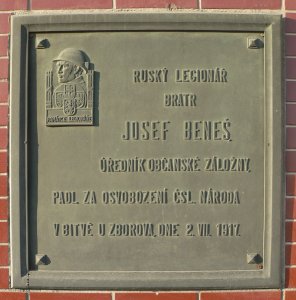 RUSKÝ LEGIONÁŘ
BRATR
JOSEF BENEŠ,
ÚŘEDNÍK OBČANSKÉ ZÁLOŽNY,
PADL ZA OSVOBOZENÍ ČSL. NÁRODA
V BITVĚ U ZBOROVA, DNE 2. VII. 1917.